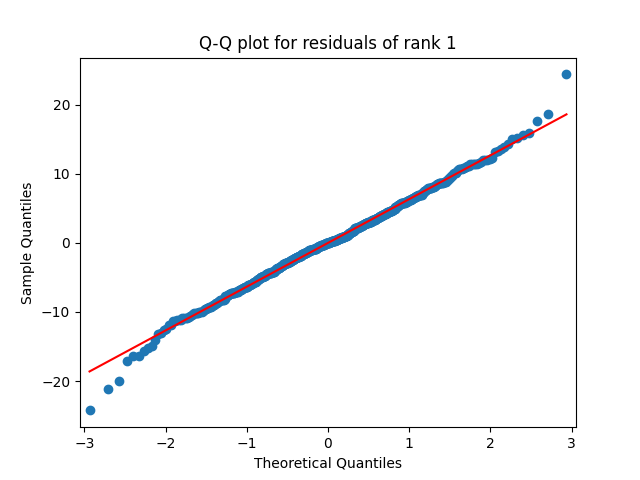 Q-Q plot for residuals of rank 1
Sample Quantiles
20
10
0
−10
−20
−3 −2 −1 0 1 2 3
Theoretical Quantiles